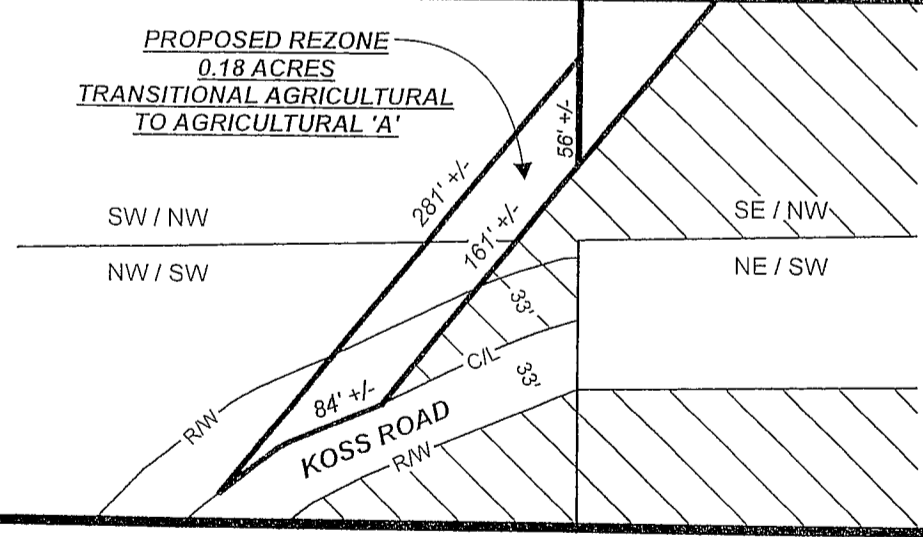 PROPOSED REZONE
0.18 ACRES
TRANSITIONAL AGRICULTURAL
TO AGRICULTURAL 'A'
56' +/-
281' +/-
161' +/-
SW / NW
SE / NW
NW / SW
NE / SW
33'
C/L
33'
84' +/-
KOSS ROAD
R/W
R/W